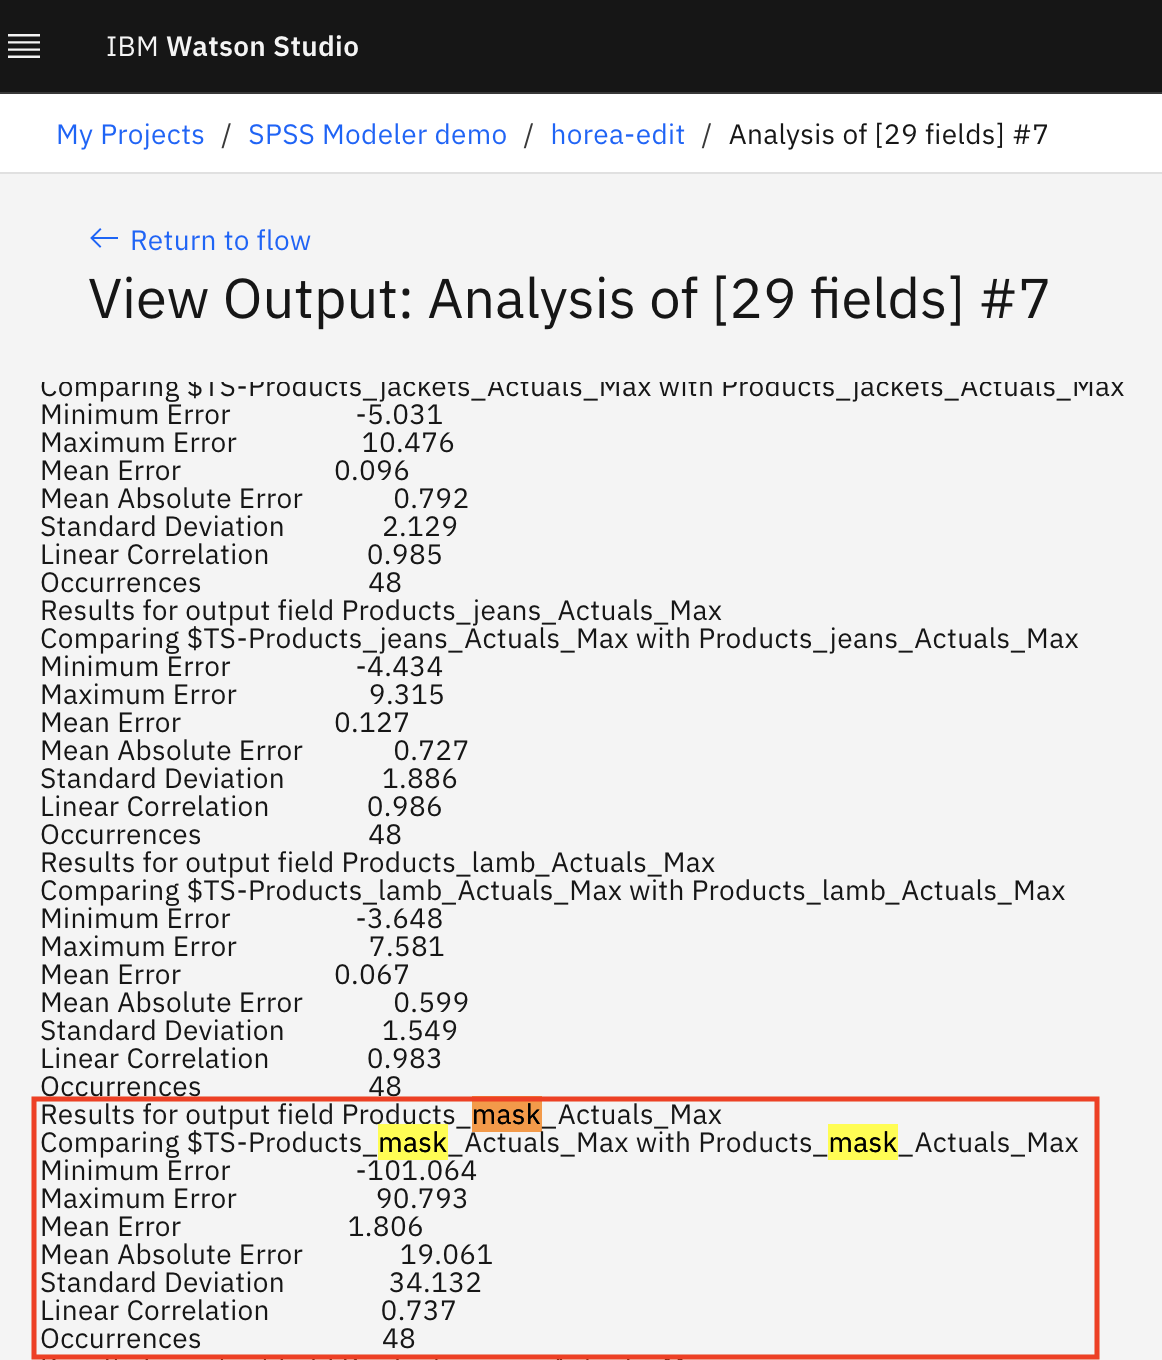 IBM Watson Studio
My Projects / SPSS Modeler demo / horea-edit / Analysis of [29 fields] #7
← Return to flow
View Output: Analysis of [29 fields] #7
Comparing $TS-Products_jackets_Actuals_Max with Products_jackets_Actuals_Max
Minimum Error -5.031
Maximum Error 10.476
Mean Error 0.096
Mean Absolute Error 0.792
Standard Deviation 2.129
Linear Correlation 0.985
Occurrences 48
Results for output field Products_jeans_Actuals_Max
Comparing $TS-Products_jeans_Actuals_Max with Products_jeans_Actuals_Max
Minimum Error -4.434
Maximum Error 9.315
Mean Error 0.127
Mean Absolute Error 0.727
Standard Deviation 1.886
Linear Correlation 0.986
Occurrences 48
Results for output field Products_lamb_Actuals_Max
Comparing $TS-Products_lamb_Actuals_Max with Products_lamb_Actuals_Max
Minimum Error -3.648
Maximum Error 7.581
Mean Error 0.067
Mean Absolute Error 0.599
Standard Deviation 1.549
Linear Correlation 0.983
Occurrences 48
Results for output field Products_mask_Actuals_Max
Comparing $TS-Products_mask_Actuals_Max with Products_mask_Actuals_Max
Minimum Error -101.064
Maximum Error 90.793
Mean Error 1.806
Mean Absolute Error 19.061
Standard Deviation 34.132
Linear Correlation 0.737
Occurrences 48